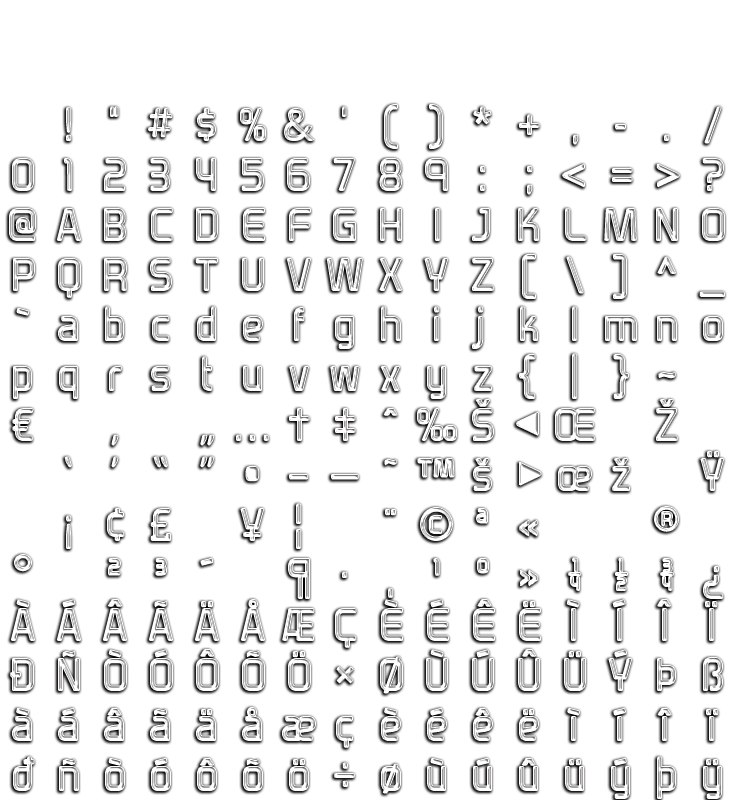 ! " # $ % & ' ( ) * + , - . /
0 1 2 3 4 5 6 7 8 9 : ; < = > ?
@ A B C D E F G H I J K L M N O
P Q R S T U V W X Y Z [ \ ] ^ _
` a b c d e f g h i j k l m n o
p q r s t u v w x y z { | } ~
€ , „ … † ‡ ˆ ‰ Š ◀ Œ Ž
‘ ’ “ ” • – — ˜ ™ š ▶ œ ž Ÿ
¡ ¢ £ ¥ ¦ ¨ © ª « ®
° ² ³ ´ ¶ · ¸ ¹ º » ¼ ½ ¾ ¿
À Á Â Ã Ä Å Æ Ç È É Ê Ë Ì Í Î Ï
Ð Ñ Ò Ó Ô Õ Ö × Ø Ù Ú Û Ü Ý Þ ß
à á â ã ä å æ ç è é ê ë ì í î ï
ð ñ ò ó ô õ ö ÷ ø ù ú û ü ý þ ÿ